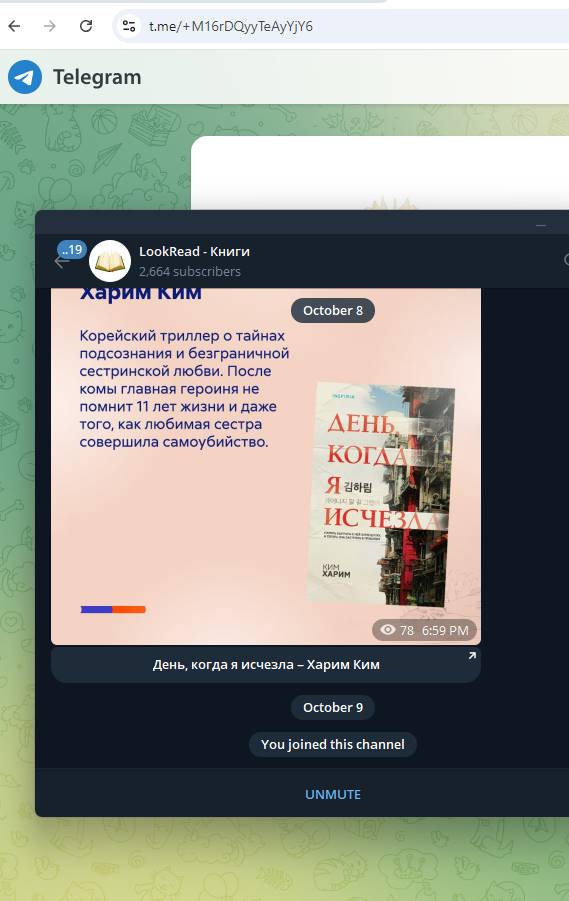 t.me/+M16rDQyyTeAyYjY6
Telegram
..19
LookRead - Книги
2,664 subscribers
Харим Ким
October 8
Корейский триллер о тайнах
подсознания и безграничной
сестринской любви. После
комы главная героиня не
помнит 11 лет жизни и даже
того, как любимая сестра
совершила самоубийство.
INSPIRIA
ДЕНЬ,
КОГДА
Я 김하림
ИСЧЕЗЛА
КИМ
ХАРИМ
78 6:59 PM
День, когда я исчезла – Харим Ким
October 9
You joined this channel
UNMUTE